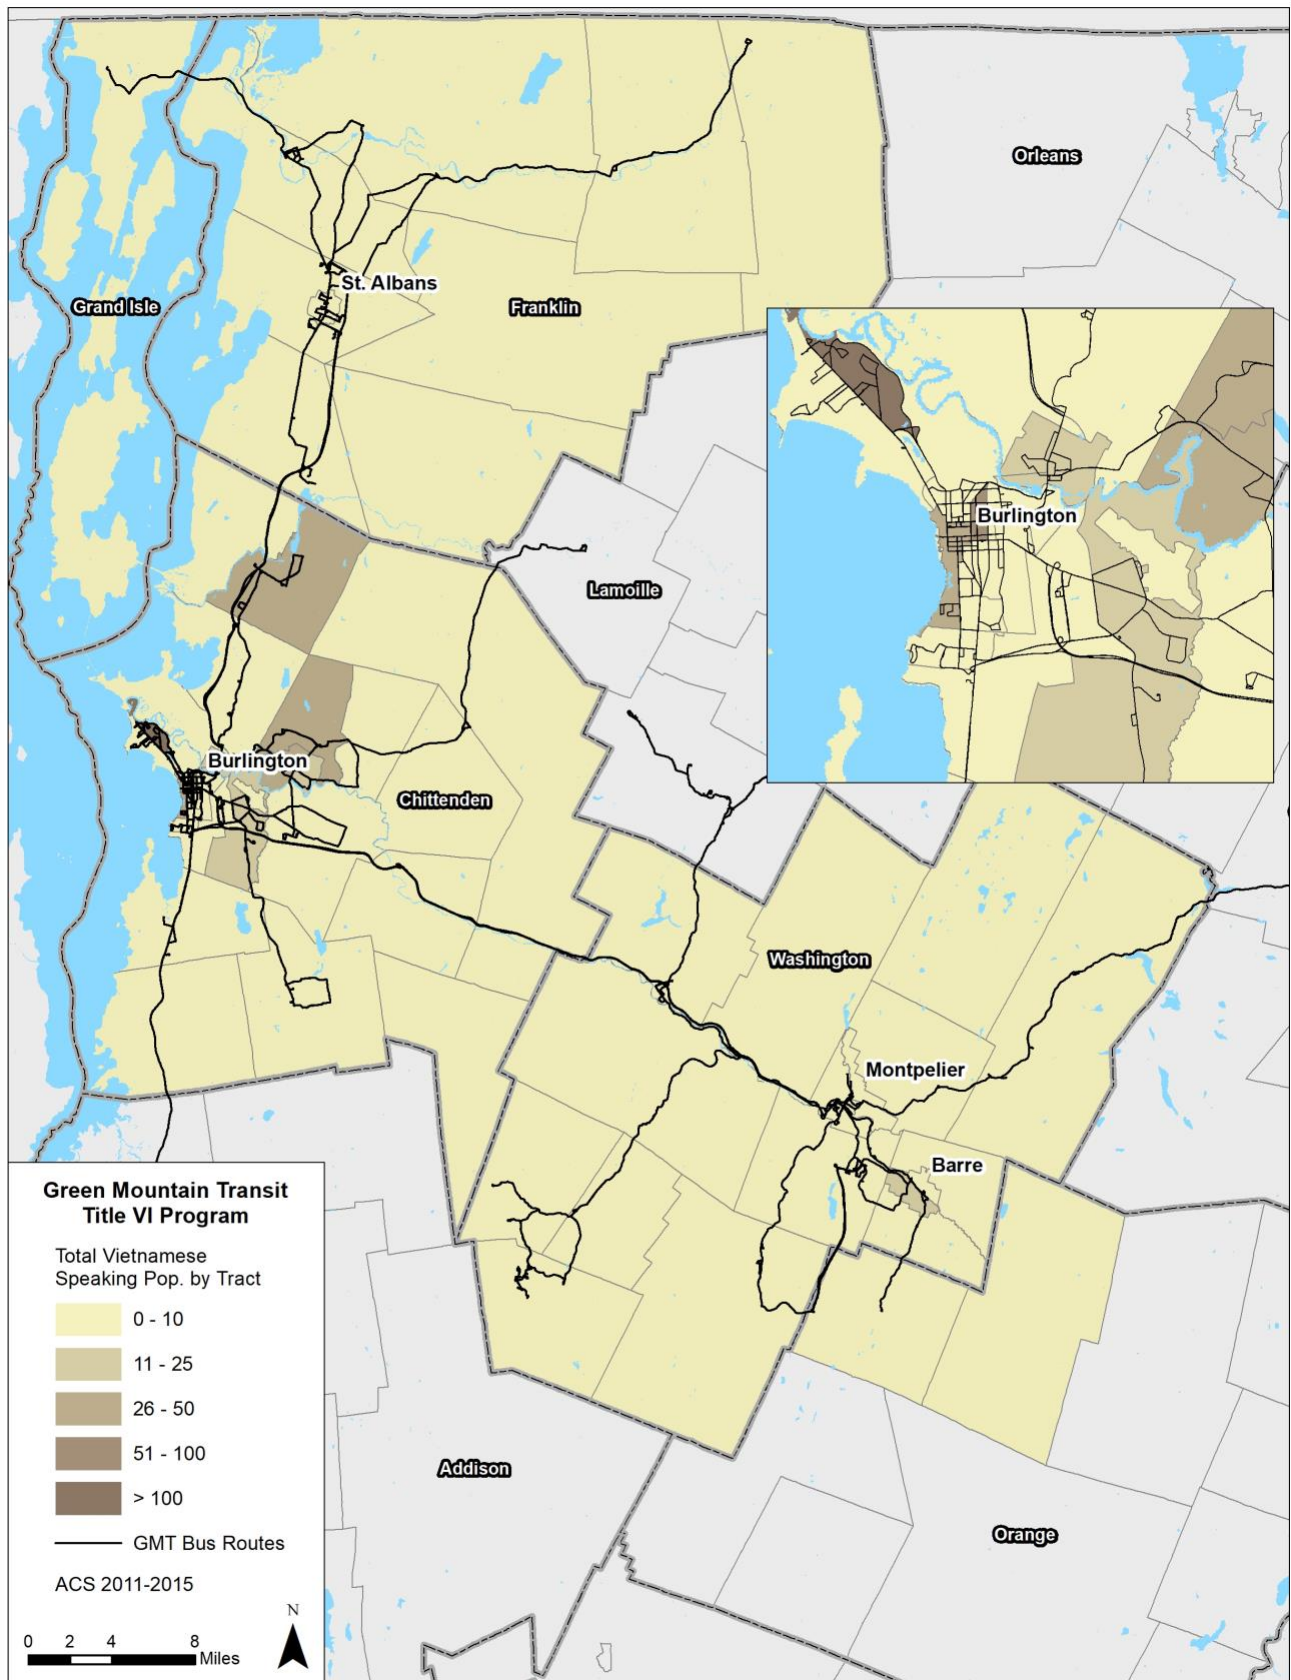 Orleans
St. Albans
Grand Isle
Franklin
Burlington
Lamoille
Burlington
Chittenden
Washington
Montpelier
Barre
Green Mountain Transit
Title VI Program
Total Vietnamese
Speaking Pop. by Tract
0 - 10
11 - 25
26 - 50
51 - 100
> 100
GMT Bus Routes
ACS 2011-2015
N
0 2 4 8
Miles
Addison
Orange